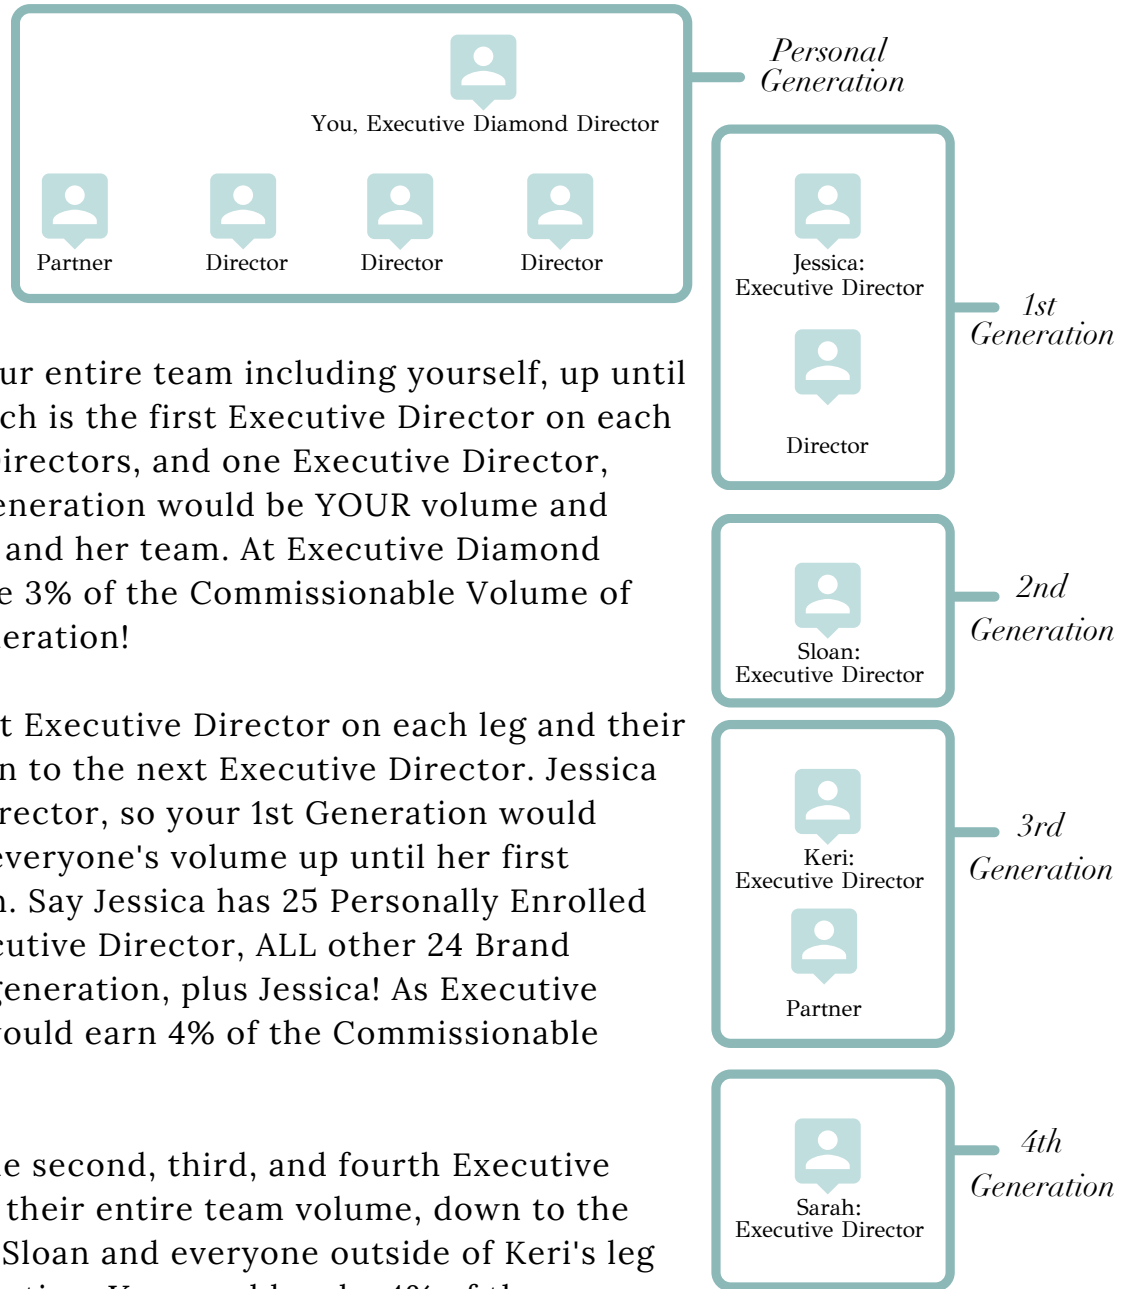 Personal
Generation
You, Executive Diamond Director
Partner
Director
Director
Director
Jessica:
Executive Director
Director
1st
Generation
ur entire team including yourself, up until
ch is the first Executive Director on each
irectors, and one Executive Director,
eneration would be YOUR volume and
and her team. At Executive Diamond
e 3% of the Commissionable Volume of
eration!
t Executive Director on each leg and their
n to the next Executive Director. Jessica
rector, so your 1st Generation would
everyone's volume up until her first
n. Say Jessica has 25 Personally Enrolled
cutive Director, ALL other 24 Brand
generation, plus Jessica! As Executive
would earn 4% of the Commissionable
e second, third, and fourth Executive
their entire team volume, down to the
Sloan and everyone outside of Keri's leg
Sloan:
Executive Director
2nd
Generation
Keri:
Executive Director
Partner
3rd
Generation
Sarah:
Executive Director
4th
Generation